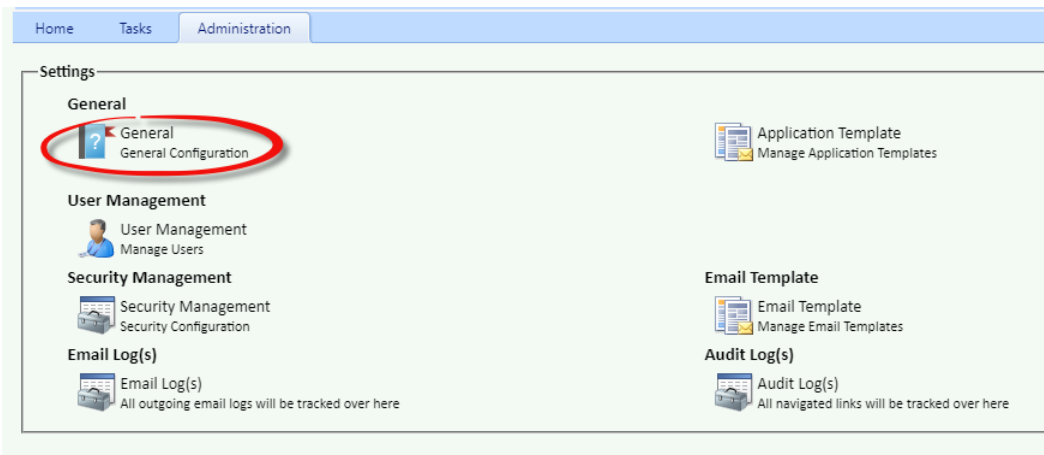 Home Tasks Administration
Settings
General
General
General Configuration
Application Template
Manage Application Templates
User Management
User Management
Manage Users
Security Management
Security Management
Security Configuration
Email Template
Email Template
Manage Email Templates
Email Log(s)
Email Log(s)
All outgoing email logs will be tracked over here
Audit Log(s)
Audit Log(s)
All navigated links will be tracked over here